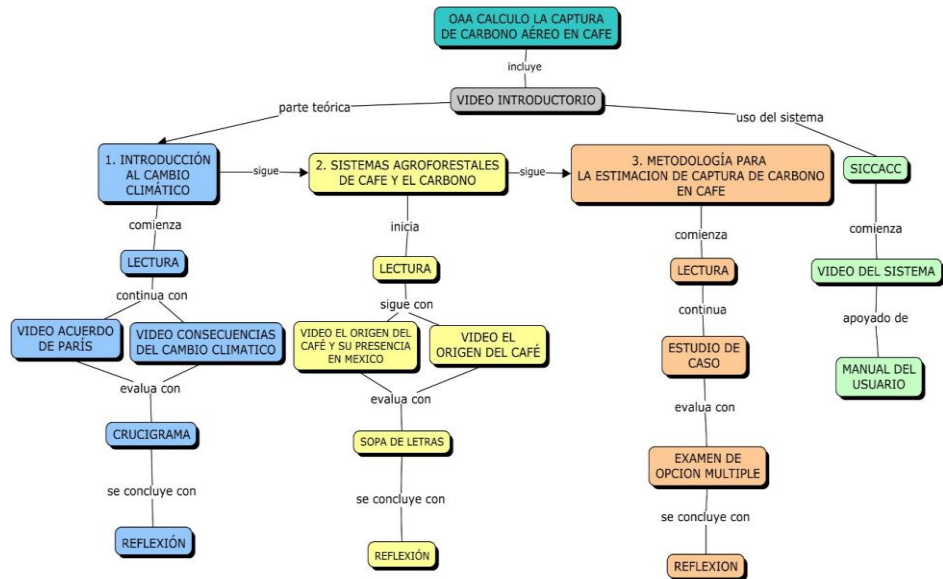 OAA CALCULO LA CAPTURA
DE CARBONO AÉREO EN CAFE
incluye
VIDEO INTRODUCTORIO
parte teórica
uso del sistema
1. INTRODUCCIÓN
AL CAMBIO
CLIMÁTICO
sigue
2. SISTEMAS AGROFORESTALES
DE CAFE Y EL CARBONO
sigue
3. METODOLOGÍA PARA
LA ESTIMACION DE CAPTURA DE CARBONO
EN CAFE
SICCACC
comienza
inicia
comienza
comienza
LECTURA
LECTURA
LECTURA
VIDEO DEL SISTEMA
continua con
sigue con
continua
apoyado de
VIDEO ACUERDO
DE PARÍS
VIDEO CONSECUENCIAS
DEL CAMBIO CLIMATICO
VIDEO EL ORIGEN DEL
CAFÉ Y SU PRESENCIA
EN MEXICO
VIDEO EL
ORIGEN DEL CAFÉ
ESTUDIO DE
CASO
MANUAL DEL
USUARIO
evalua con
evalua con
evalua con
CRUCIGRAMA
SOPA DE LETRAS
EXAMEN DE
OPCION MULTIPLE
se concluye con
se concluye con
se concluye con
REFLEXIÓN
REFLEXIÓN
REFLEXION